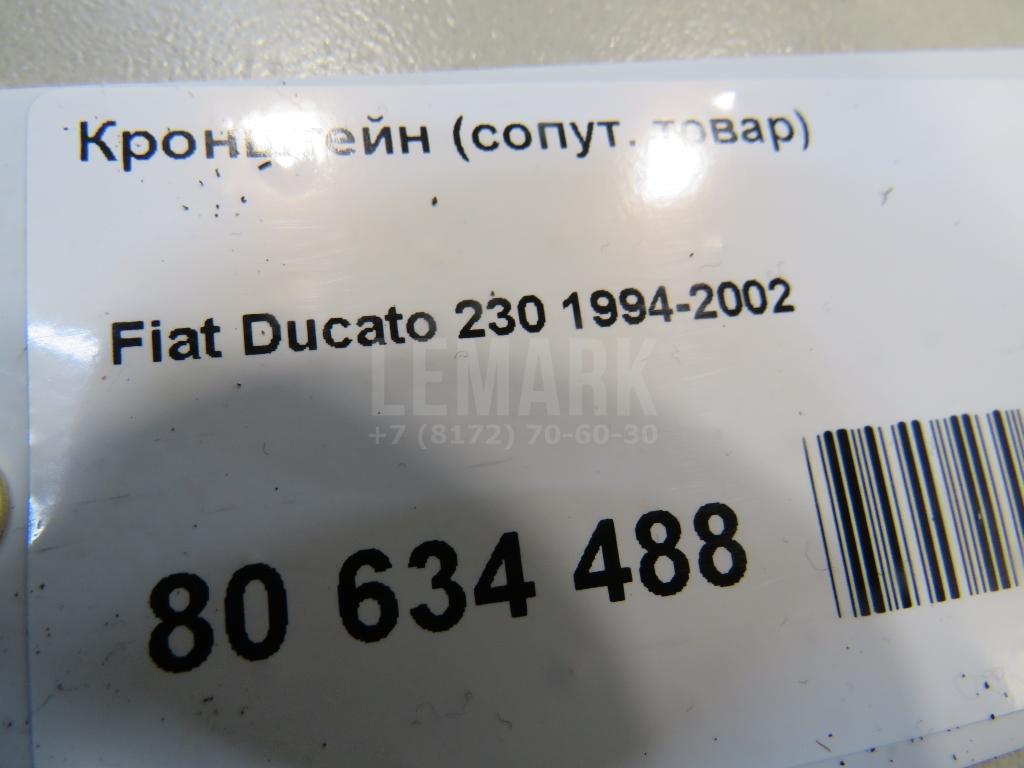 Кронштейн (сопут. товар)
Fiat Ducato 230 1994-2002
LEMARK
+7 (8172) 70-60-30
80 634 488